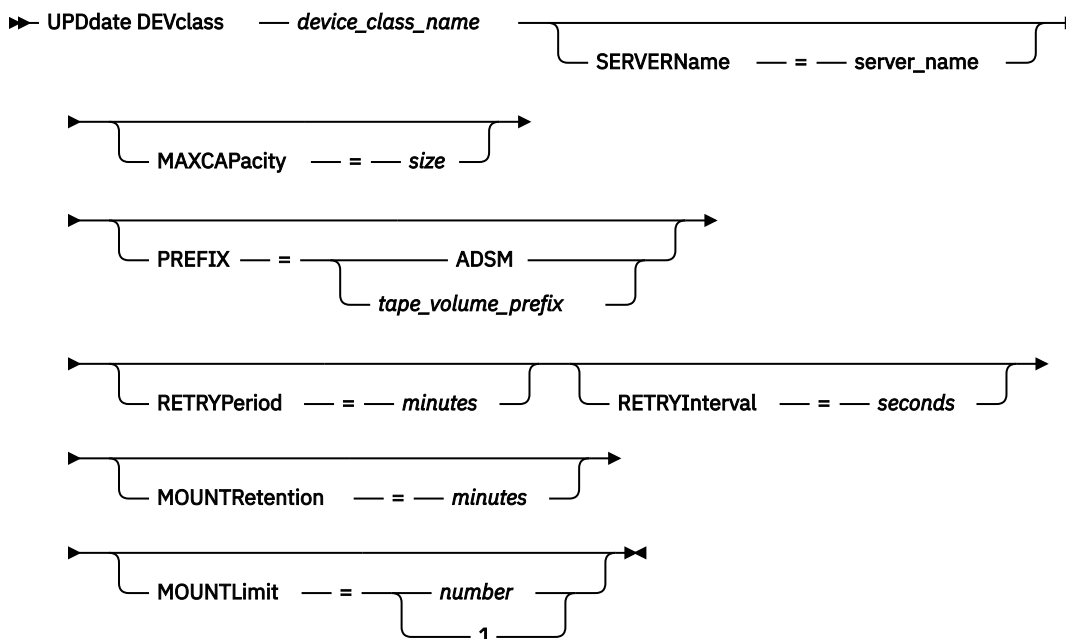 UPDdate DEVclass — device_class_name
SERVERName = server_name
MAXCAPacity = size
PREFIX = ADSM
tape_volume_prefix
RETRYPeriod = minutes RETRYInterval = seconds
MOUNTRetention = minutes
MOUNTLimit = number
1